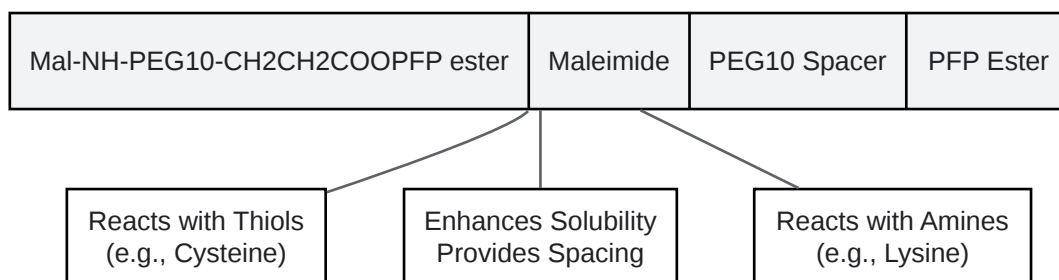 Mal-NH-PEG10-CH2CH2COOPFP ester
Maleimide
PEG10 Spacer
PFP Ester
Reacts with Thiols
(e.g., Cysteine)
Enhances Solubility
Provides Spacing
Reacts with Amines
(e.g., Lysine)